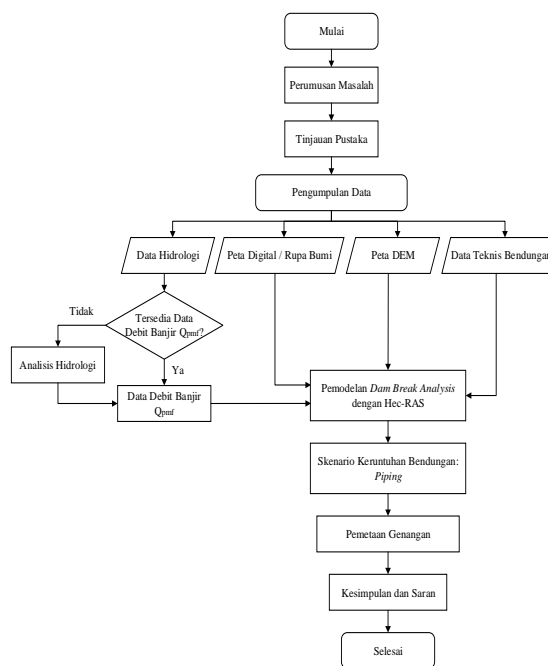 Mulai
Perumusan Masalah
Tinjauan Pustaka
Pengumpulan Data
Data Hidrologi
Peta Digital / Rupa Bumi
Peta DEM
Data Teknis Bendungan
Tidak
Tersedia Data
Debit Banjir Qpmf?
Analisis Hidrologi
Ya
Data Debit Banjir
Qpmf
Pemodelan Dam Break Analysis
dengan Hec-RAS
Skenario Keruntuhan Bendungan:
Piping
Pemetaan Genangan
Kesimpulan dan Saran
Selesai